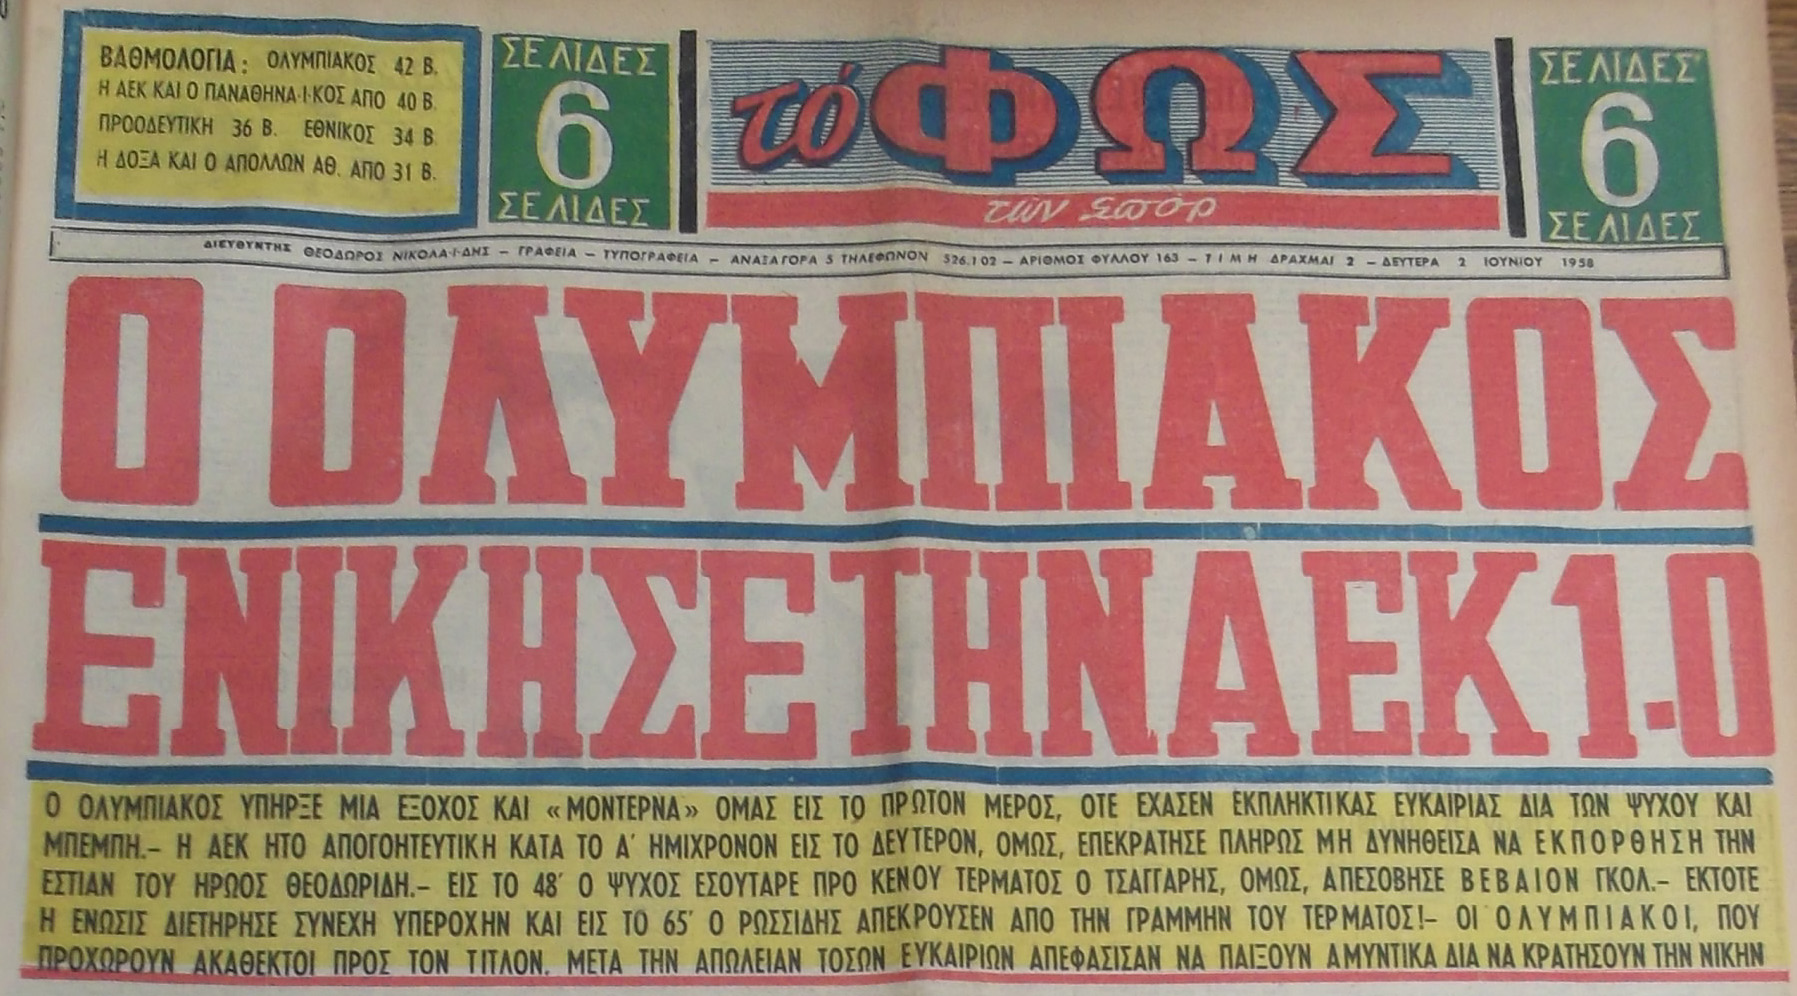 ΒΑΘΜΟΛΟΓΙΑ: ΟΛΥΜΠΙΑΚΟΣ 42 Β.
Η ΑΕΚ ΚΑΙ Ο ΠΑΝΑΘΗΝΑ·Ι·ΚΟΣ ΑΠΟ 40 Β.
ΠΡΟΟΔΕΥΤΙΚΗ 36 Β. ΕΘΝΙΚΟΣ 34 Β.
Η ΔΟΞΑ ΚΑΙ Ο ΑΠΟΛΛΩΝ ΑΘ. ΑΠΟ 31 Β.
ΣΕΛΙΔΕΣ
6
ΣΕΛΙΔΕΣ
τό ΦΩΣ
τῶν Σπορ
ΣΕΛΙΔΕΣ
6
ΣΕΛΙΔΕΣ
ΔΙΕΥΘΥΝΤΗΣ ΘΕΟΔΩΡΟΣ ΝΙΚΟΛΑ·Ι·ΔΗΣ — ΓΡΑΦΕΙΑ — ΤΥΠΟΓΡΑΦΕΙΑ — ΑΝΑΞΑΓΟΡΑ 5 ΤΗΛΕΦΩΝΟΝ 526.102 — ΑΡΙΘΜΟΣ ΦΥΛΛΟΥ 163 — ΤΙΜΗ ΔΡΑΧΜΑΙ 2 — ΔΕΥΤΕΡΑ 2 ΙΟΥΝΙΟΥ 1958
Ο ΟΛΥΜΠΙΑΚΟΣ
ΕΝΙΚΗΣΕ ΤΗΝ ΑΕΚ 1-0
Ο ΟΛΥΜΠΙΑΚΟΣ ΥΠΗΡΞΕ ΜΙΑ ΕΞΟΧΟΣ ΚΑΙ «ΜΟΝΤΕΡΝΑ» ΟΜΑΣ ΕΙΣ ΤΟ ΠΡΩΤΟΝ ΜΕΡΟΣ, ΟΤΕ ΕΧΑΣΕΝ ΕΚΠΛΗΚΤΙΚΑΣ ΕΥΚΑΙΡΙΑΣ ΔΙΑ ΤΩΝ ΨΥΧΟΥ ΚΑΙ
ΜΠΕΜΠΗ.— Η ΑΕΚ ΗΤΟ ΑΠΟΓΟΗΤΕΥΤΙΚΗ ΚΑΤΑ ΤΟ Α΄ ΗΜΙΧΡΟΝΟΝ ΕΙΣ ΤΟ ΔΕΥΤΕΡΟΝ, ΟΜΩΣ, ΕΠΕΚΡΑΤΗΣΕ ΠΛΗΡΩΣ ΜΗ ΔΥΝΗΘΕΙΣΑ ΝΑ ΕΚΠΟΡΘΗΣΗ ΤΗΝ
ΕΣΤΙΑΝ ΤΟΥ ΗΡΩΟΣ ΘΕΟΔΩΡΙΔΗ.— ΕΙΣ ΤΟ 48΄ Ο ΨΥΧΟΣ ΕΣΟΥΤΑΡΕ ΠΡΟ ΚΕΝΟΥ ΤΕΡΜΑΤΟΣ Ο ΤΣΑΓΓΑΡΗΣ, ΟΜΩΣ, ΑΠΕΣΟΒΗΣΕ ΒΕΒΑΙΟΝ ΓΚΟΛ.— ΕΚΤΟΤΕ
Η ΕΝΩΣΙΣ ΔΙΕΤΗΡΗΣΕ ΣΥΝΕΧΗ ΥΠΕΡΟΧΗΝ ΚΑΙ ΕΙΣ ΤΟ 65΄ Ο ΡΩΣΣΙΔΗΣ ΑΠΕΚΡΟΥΣΕΝ ΑΠΟ ΤΗΝ ΓΡΑΜΜΗΝ ΤΟΥ ΤΕΡΜΑΤΟΣ!— ΟΙ ΟΛΥΜΠΙΑΚΟΙ, ΠΟΥ
ΠΡΟΧΩΡΟΥΝ ΑΚΑΘΕΚΤΟΙ ΠΡΟΣ ΤΟΝ ΤΙΤΛΟΝ, ΜΕΤΑ ΤΗΝ ΑΠΩΛΕΙΑΝ ΤΟΣΩΝ ΕΥΚΑΙΡΙΩΝ ΑΠΕΦΑΣΙΣΑΝ ΝΑ ΠΑΙΞΟΥΝ ΑΜΥΝΤΙΚΑ ΔΙΑ ΝΑ ΚΡΑΤΗΣΟΥΝ ΤΗΝ ΝΙΚΗΝ